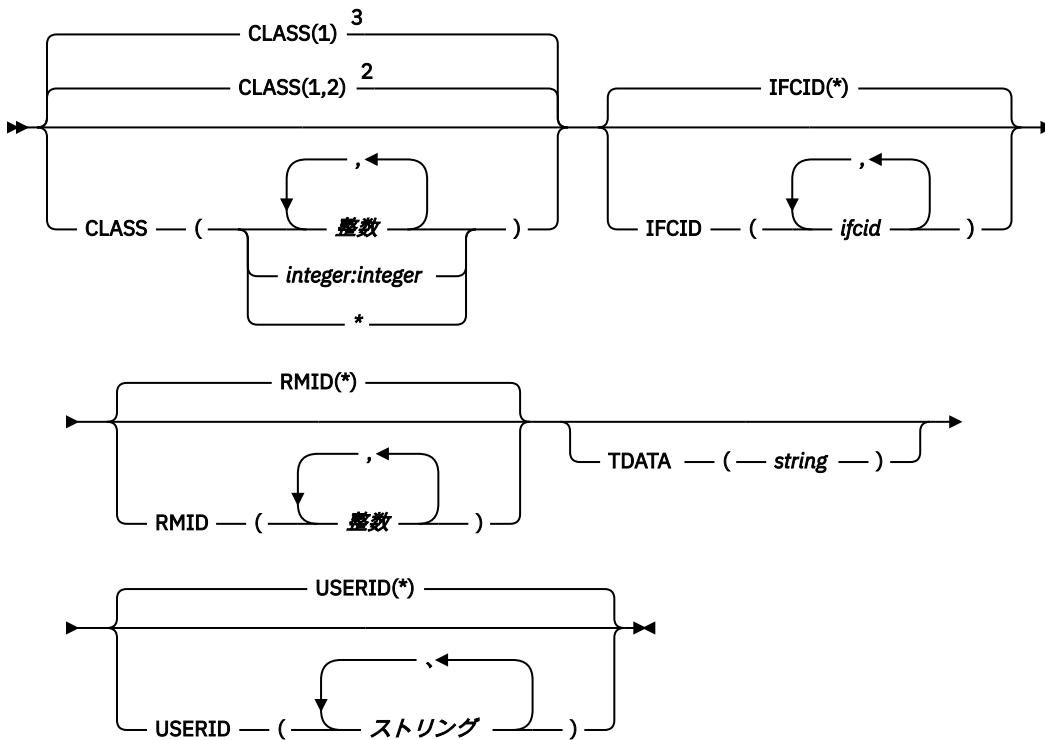 CLASS(1) 3
CLASS(1,2) 2
IFCID(*)
,
CLASS ( 整数 )
integer:integer
*
,
IFCID ( ifcid )
RMID(*)
,
RMID ( 整数 )
TDATA ( string )
USERID(*)
、
USERID ( ストリング )